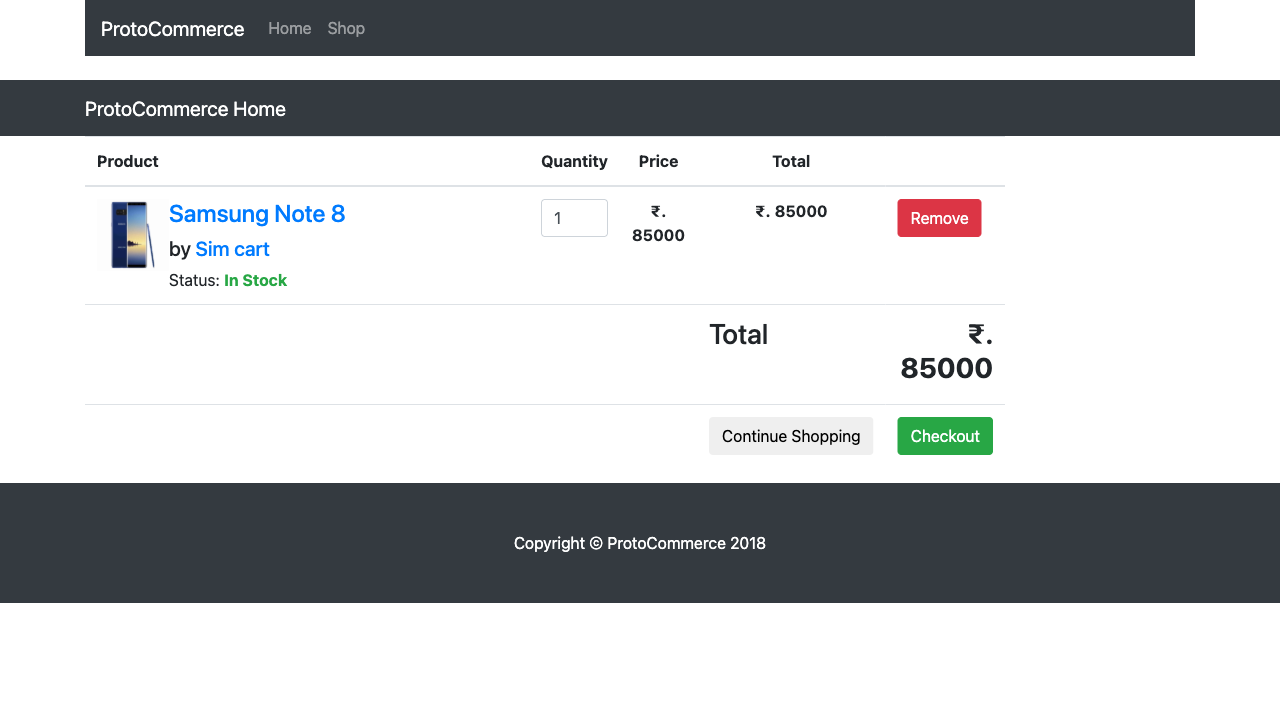 ProtoCommerce Home Shop
ProtoCommerce Home
Product Quantity Price Total
Samsung Note 8 1 ₹. 85000 ₹. 85000 Remove
by Sim cart
Status: In Stock
Total ₹. 85000
Continue Shopping Checkout
Copyright © ProtoCommerce 2018